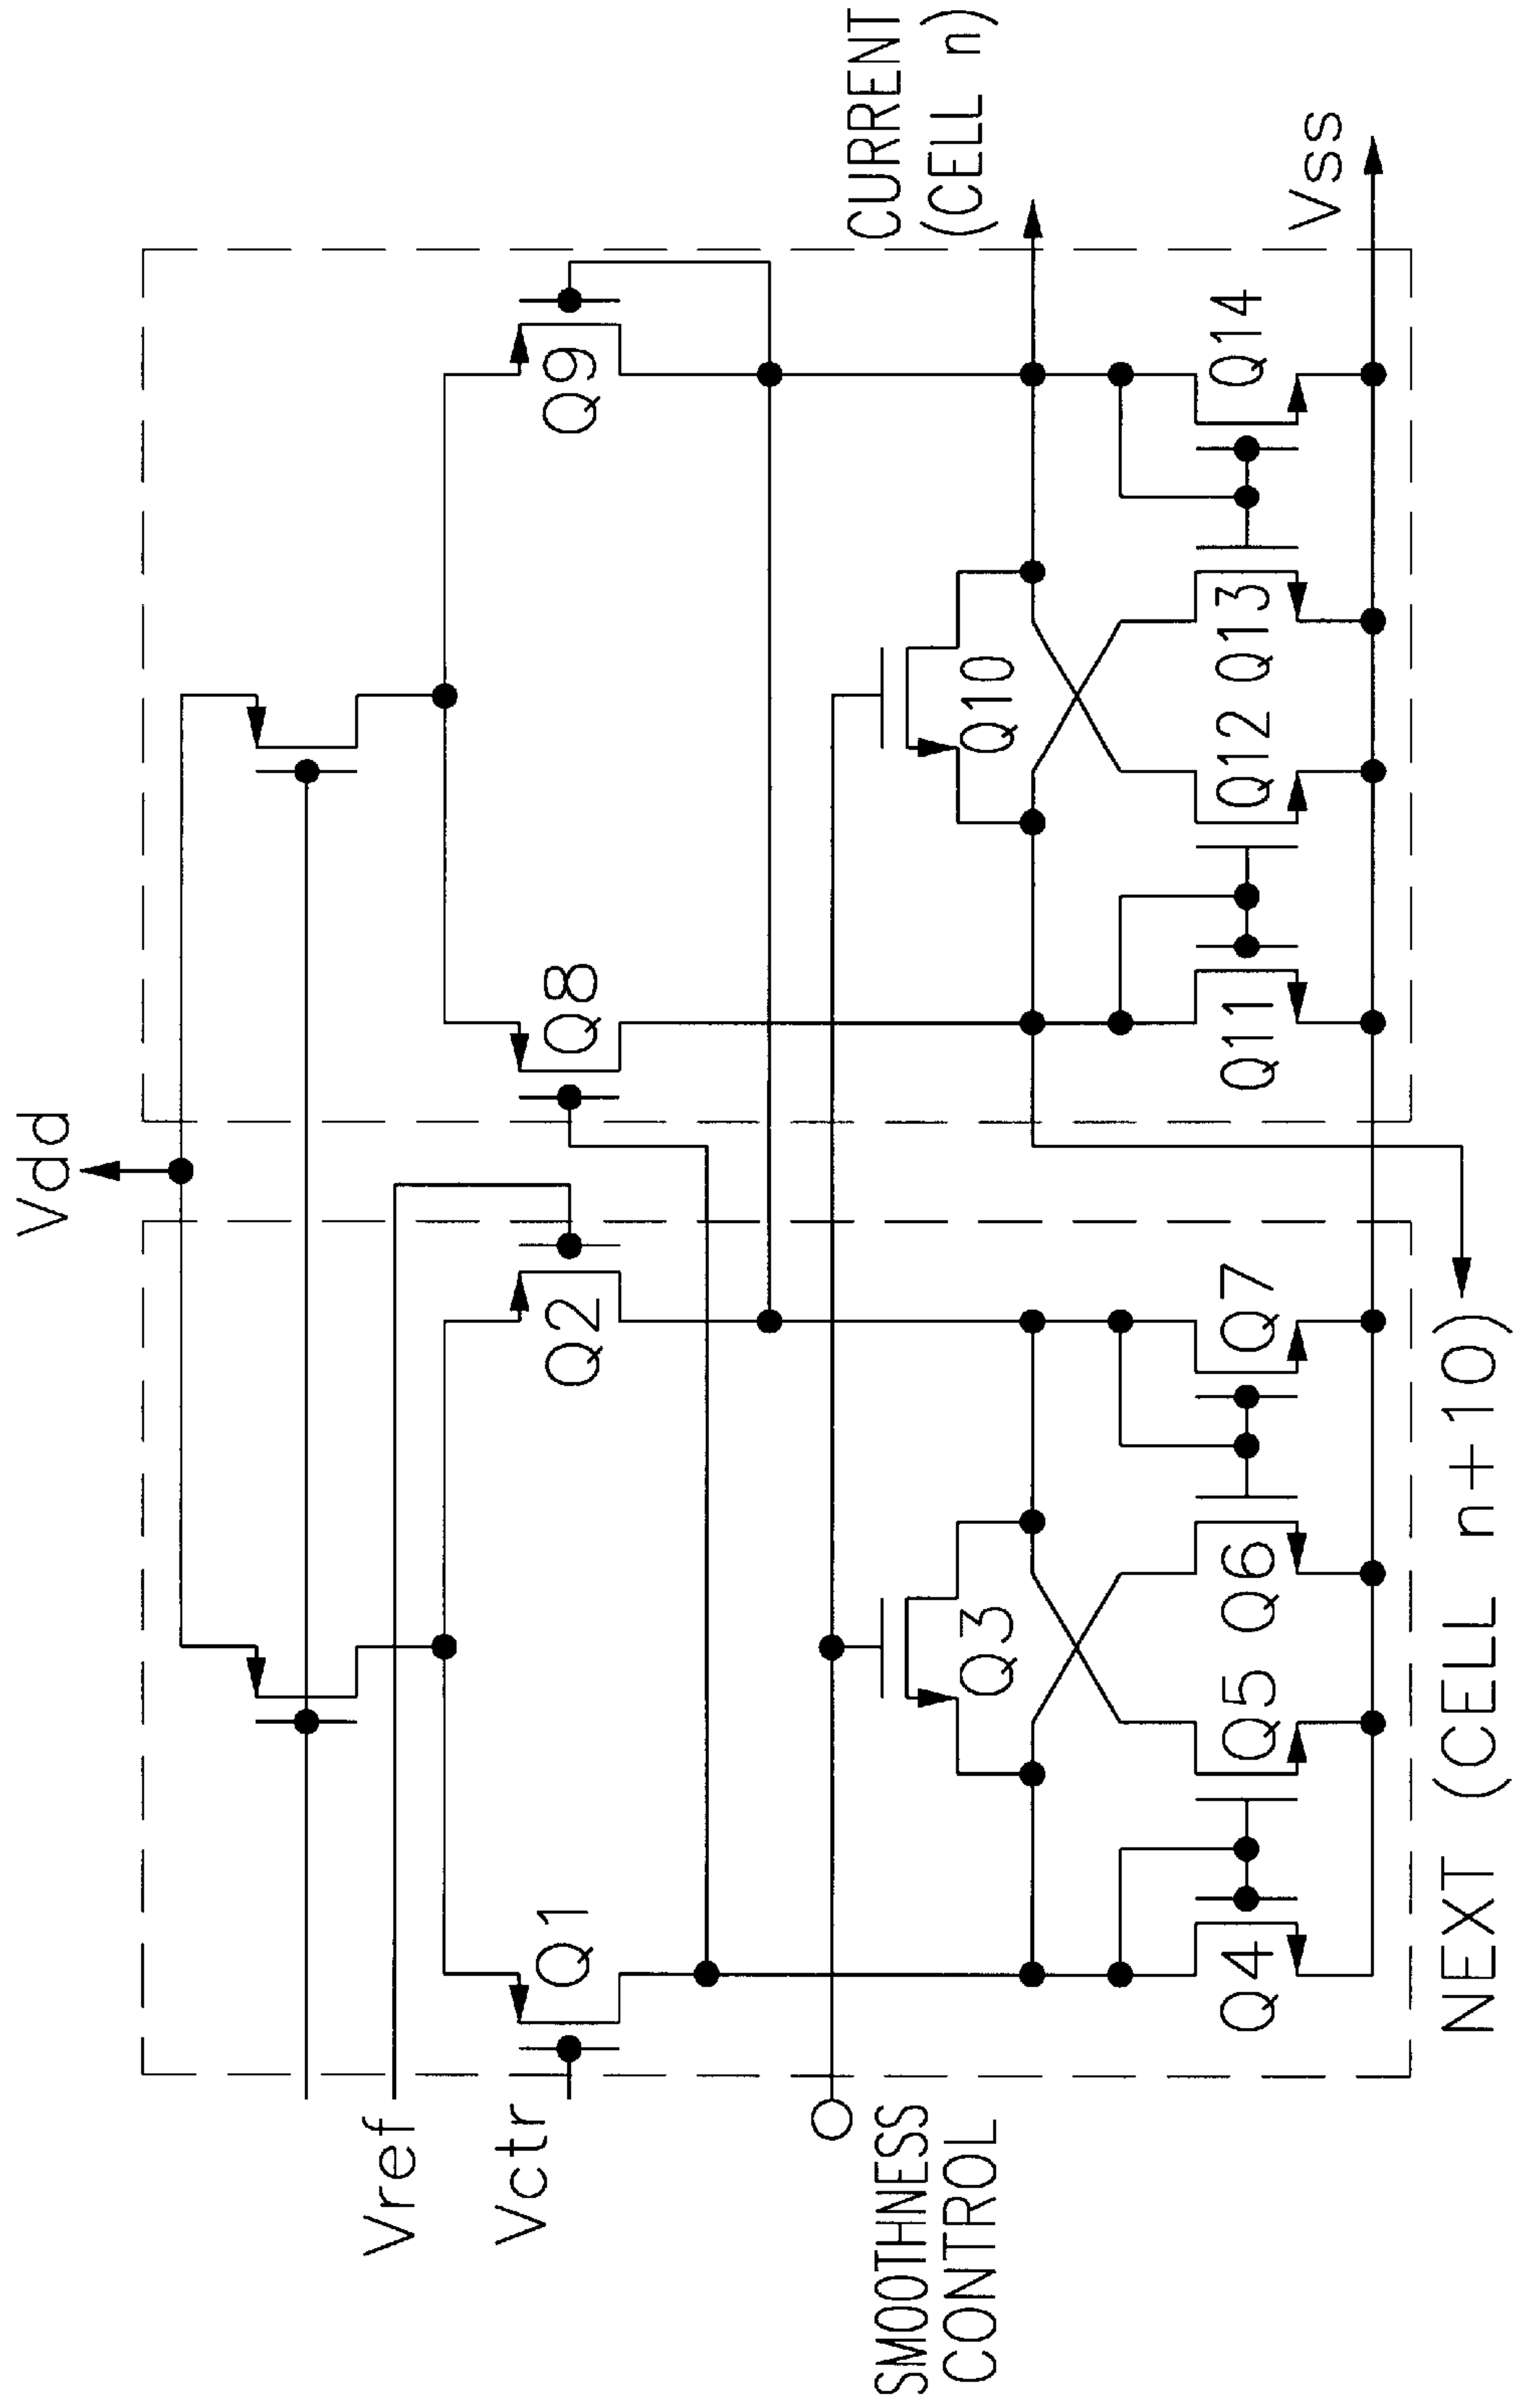 Vdd
Vref
Vctr
SMOOTHNESS
CONTROL
Q1
Q2
Q8
Q9
Q3
Q10
Q4
Q5
Q6
Q7
Q11
Q12
Q13
Q14
CURRENT
(CELL n)
Vss
NEXT (CELL n+10)